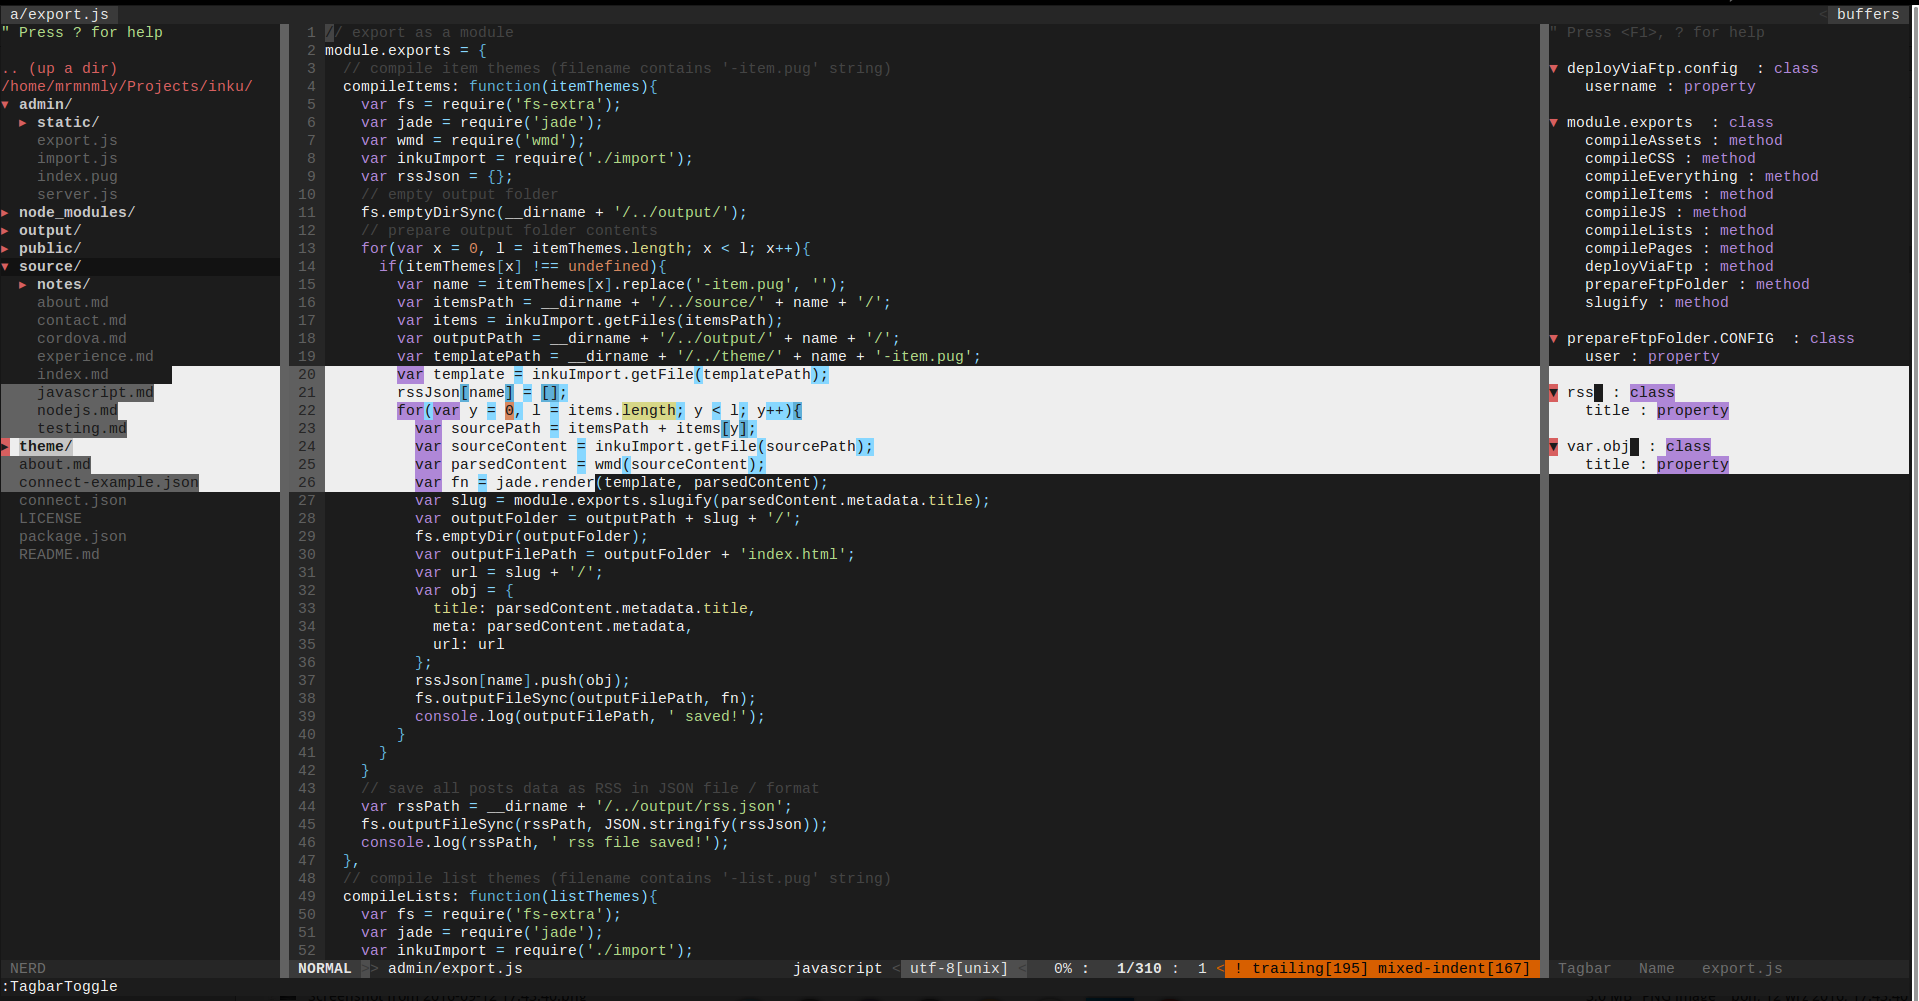 a/export.js
buffers
" Press ? for help
.. (up a dir)
/home/mrmnmly/Projects/inku/
▼ admin/
▶ static/
export.js
import.js
index.pug
server.js
▶ node_modules/
▶ output/
▶ public/
▼ source/
▶ notes/
about.md
contact.md
cordova.md
experience.md
index.md
javascript.md
nodejs.md
testing.md
▶ theme/
about.md
connect-example.json
connect.json
LICENSE
package.json
README.md
1 // export as a module
2 module.exports = {
3 // compile item themes (filename contains '-item.pug' string)
4 compileItems: function(itemThemes){
5 var fs = require('fs-extra');
6 var jade = require('jade');
7 var wmd = require('wmd');
8 var inkuImport = require('./import');
9 var rssJson = {};
10 // empty output folder
11 fs.emptyDirSync(__dirname + '/../output/');
12 // prepare output folder contents
13 for(var x = 0, l = itemThemes.length; x < l; x++){
14 if(itemThemes[x] !== undefined){
15 var name = itemThemes[x].replace('-item.pug', '');
16 var itemsPath = __dirname + '/../source/' + name + '/';
17 var items = inkuImport.getFiles(itemsPath);
18 var outputPath = __dirname + '/../output/' + name + '/';
19 var templatePath = __dirname + '/../theme/' + name + '-item.pug';
20 var template = inkuImport.getFile(templatePath);
21 rssJson[name] = [];
22 for(var y = 0, l = items.length; y < l; y++){
23 var sourcePath = itemsPath + items[y];
24 var sourceContent = inkuImport.getFile(sourcePath);
25 var parsedContent = wmd(sourceContent);
26 var fn = jade.render(template, parsedContent);
27 var slug = module.exports.slugify(parsedContent.metadata.title);
28 var outputFolder = outputPath + slug + '/';
29 fs.emptyDir(outputFolder);
30 var outputFilePath = outputFolder + 'index.html';
31 var url = slug + '/';
32 var obj = {
33 title: parsedContent.metadata.title,
34 meta: parsedContent.metadata,
35 url: url
36 };
37 rssJson[name].push(obj);
38 fs.outputFileSync(outputFilePath, fn);
39 console.log(outputFilePath, ' saved!');
40 }
41 }
42 }
43 // save all posts data as RSS in JSON file / format
44 var rssPath = __dirname + '/../output/rss.json';
45 fs.outputFileSync(rssPath, JSON.stringify(rssJson));
46 console.log(rssPath, ' rss file saved!');
47 },
48 // compile list themes (filename contains '-list.pug' string)
49 compileLists: function(listThemes){
50 var fs = require('fs-extra');
51 var jade = require('jade');
52 var inkuImport = require('./import');
" Press <F1>, ? for help
▼ deployViaFtp.config : class
username : property
▼ module.exports : class
compileAssets : method
compileCSS : method
compileEverything : method
compileItems : method
compileJS : method
compileLists : method
compilePages : method
deployViaFtp : method
prepareFtpFolder : method
slugify : method
▼ prepareFtpFolder.CONFIG : class
user : property
▼ rss : class
title : property
▼ var.obj : class
title : property
NERD
NORMAL >> admin/export.js
javascript < utf-8[unix] < 0% : 1/310 : 1 < ! trailing[195] mixed-indent[167]
Tagbar Name export.js
:TagbarToggle